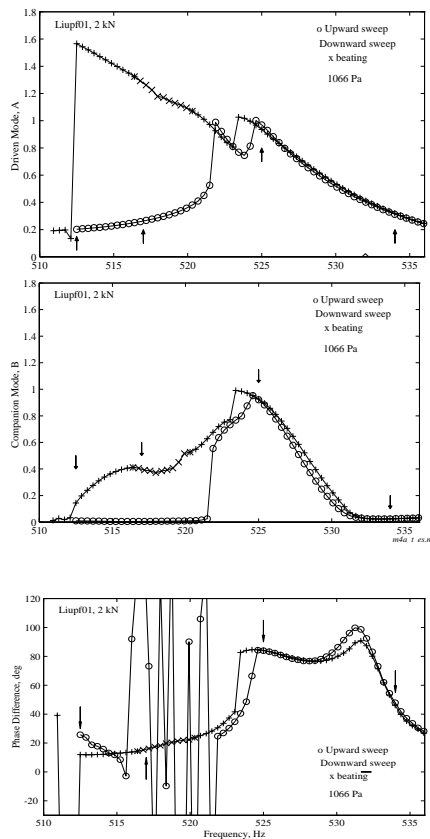 Liupf01, 2 kN
o Upward sweep
Downward sweep
x beating
1066 Pa
Driven Mode, A
1.8
1.6
1.4
1.2
1
0.8
0.6
0.4
0.2
0
510 515 520 525 530 535
Liupf01, 2 kN
o Upward sweep
Downward sweep
x beating
1066 Pa
Companion Mode, B
1.8
1.6
1.4
1.2
1
0.8
0.6
0.4
0.2
0
510 515 520 525 530 535
Liupf01, 2 kN
Phase Difference, deg
120
100
80
60
40
20
0
-20
o Upward sweep
Downward sweep
x beating
1066 Pa
510 515 520 525 530 535
Frequency, Hz